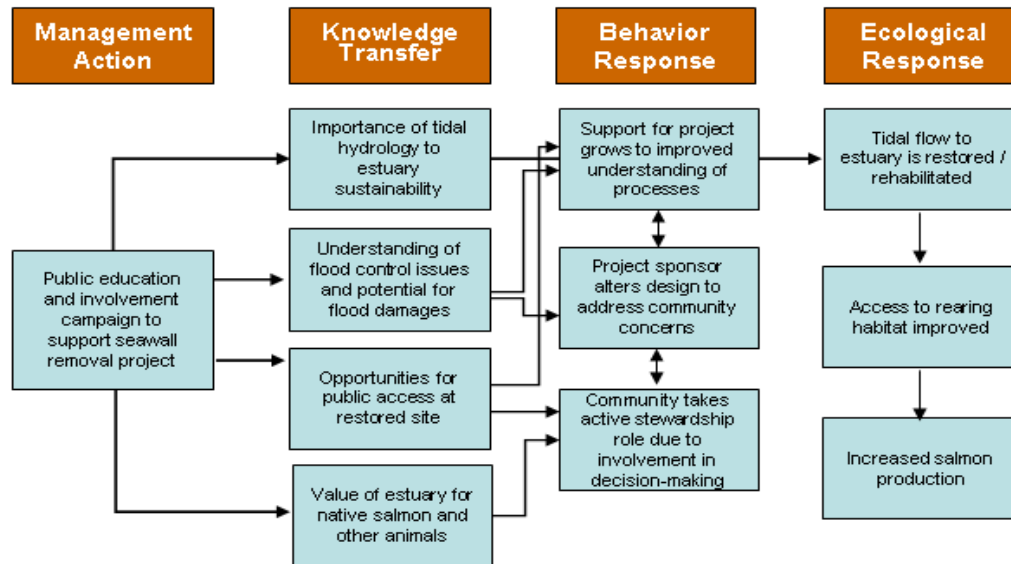 Management
Action
Knowledge
Transfer
Behavior
Response
Ecological
Response
Importance of tidal
hydrology to
estuary
sustainability
Support for project
grows to improved
understanding of
processes
Tidal flow to
estuary is restored /
rehabilitated
Public education
and involvement
campaign to
support seawall
removal project
Understanding of
flood control issues
and potential for
flood damages
Project sponsor
alters design to
address community
concerns
Access to rearing
habitat improved
Opportunities for
public access at
restored site
Community takes
active stewardship
role due to
involvement in
decision-making
Increased salmon
production
Value of estuary for
native salmon and
other animals